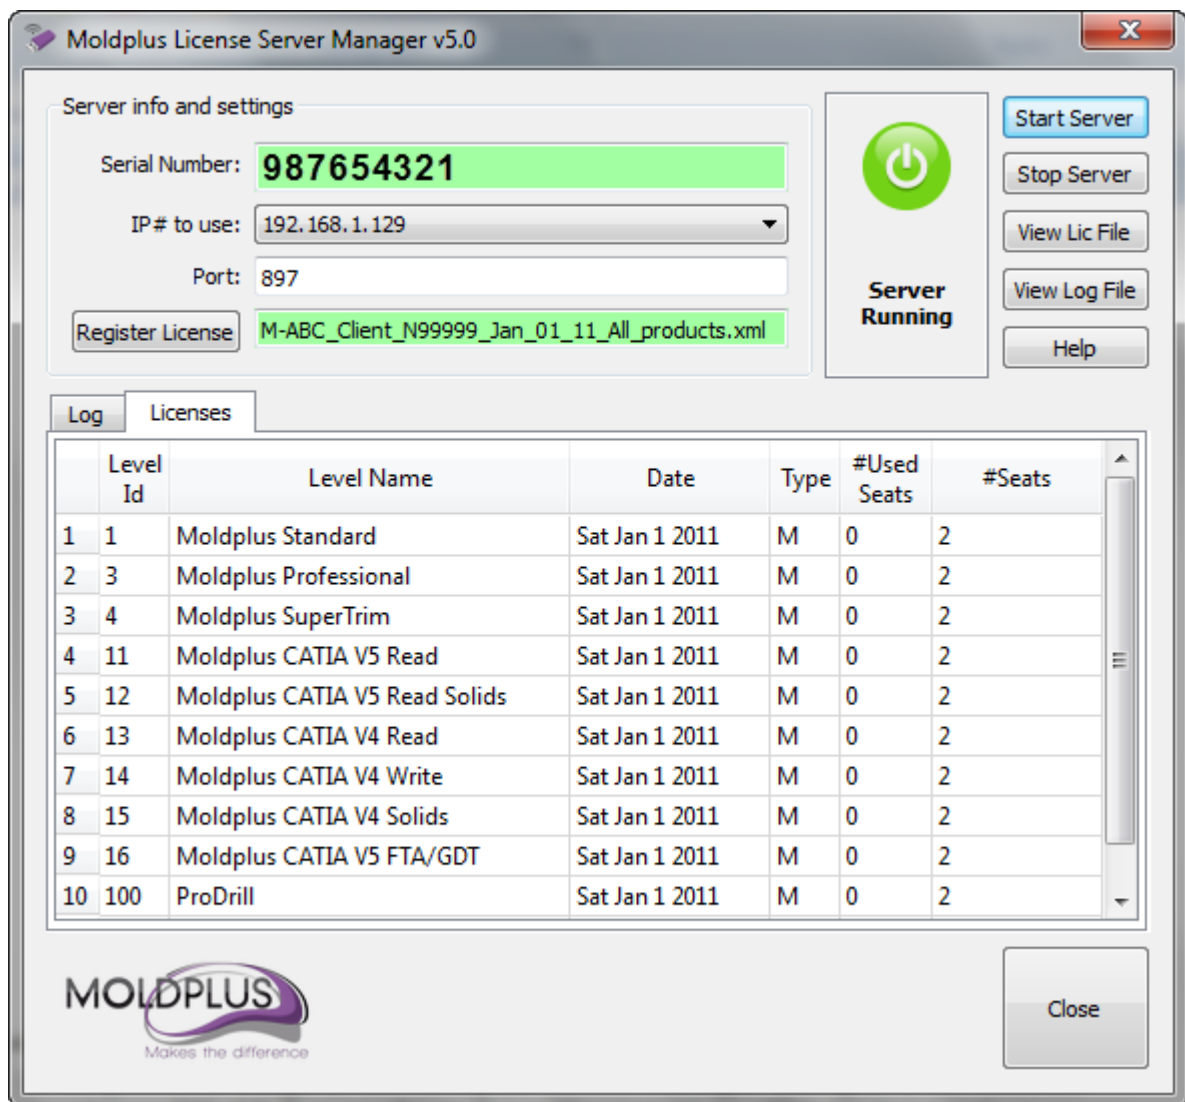 Moldplus License Server Manager v5.0
Server info and settings
Serial Number: 987654321
IP# to use: 192.168.1.129
Port: 897
Register License M-ABC_Client_N99999_Jan_01_11_All_products.xml
Server
Running
Start Server
Stop Server
View Lic File
View Log File
Help
Log Licenses
Level Id Level Name Date Type #Used Seats #Seats
1 1 Moldplus Standard Sat Jan 1 2011 M 0 2
2 3 Moldplus Professional Sat Jan 1 2011 M 0 2
3 4 Moldplus SuperTrim Sat Jan 1 2011 M 0 2
4 11 Moldplus CATIA V5 Read Sat Jan 1 2011 M 0 2
5 12 Moldplus CATIA V5 Read Solids Sat Jan 1 2011 M 0 2
6 13 Moldplus CATIA V4 Read Sat Jan 1 2011 M 0 2
7 14 Moldplus CATIA V4 Write Sat Jan 1 2011 M 0 2
8 15 Moldplus CATIA V4 Solids Sat Jan 1 2011 M 0 2
9 16 Moldplus CATIA V5 FTA/GDT Sat Jan 1 2011 M 0 2
10 100 ProDrill Sat Jan 1 2011 M 0 2
MOLDPLUS
Makes the difference
Close